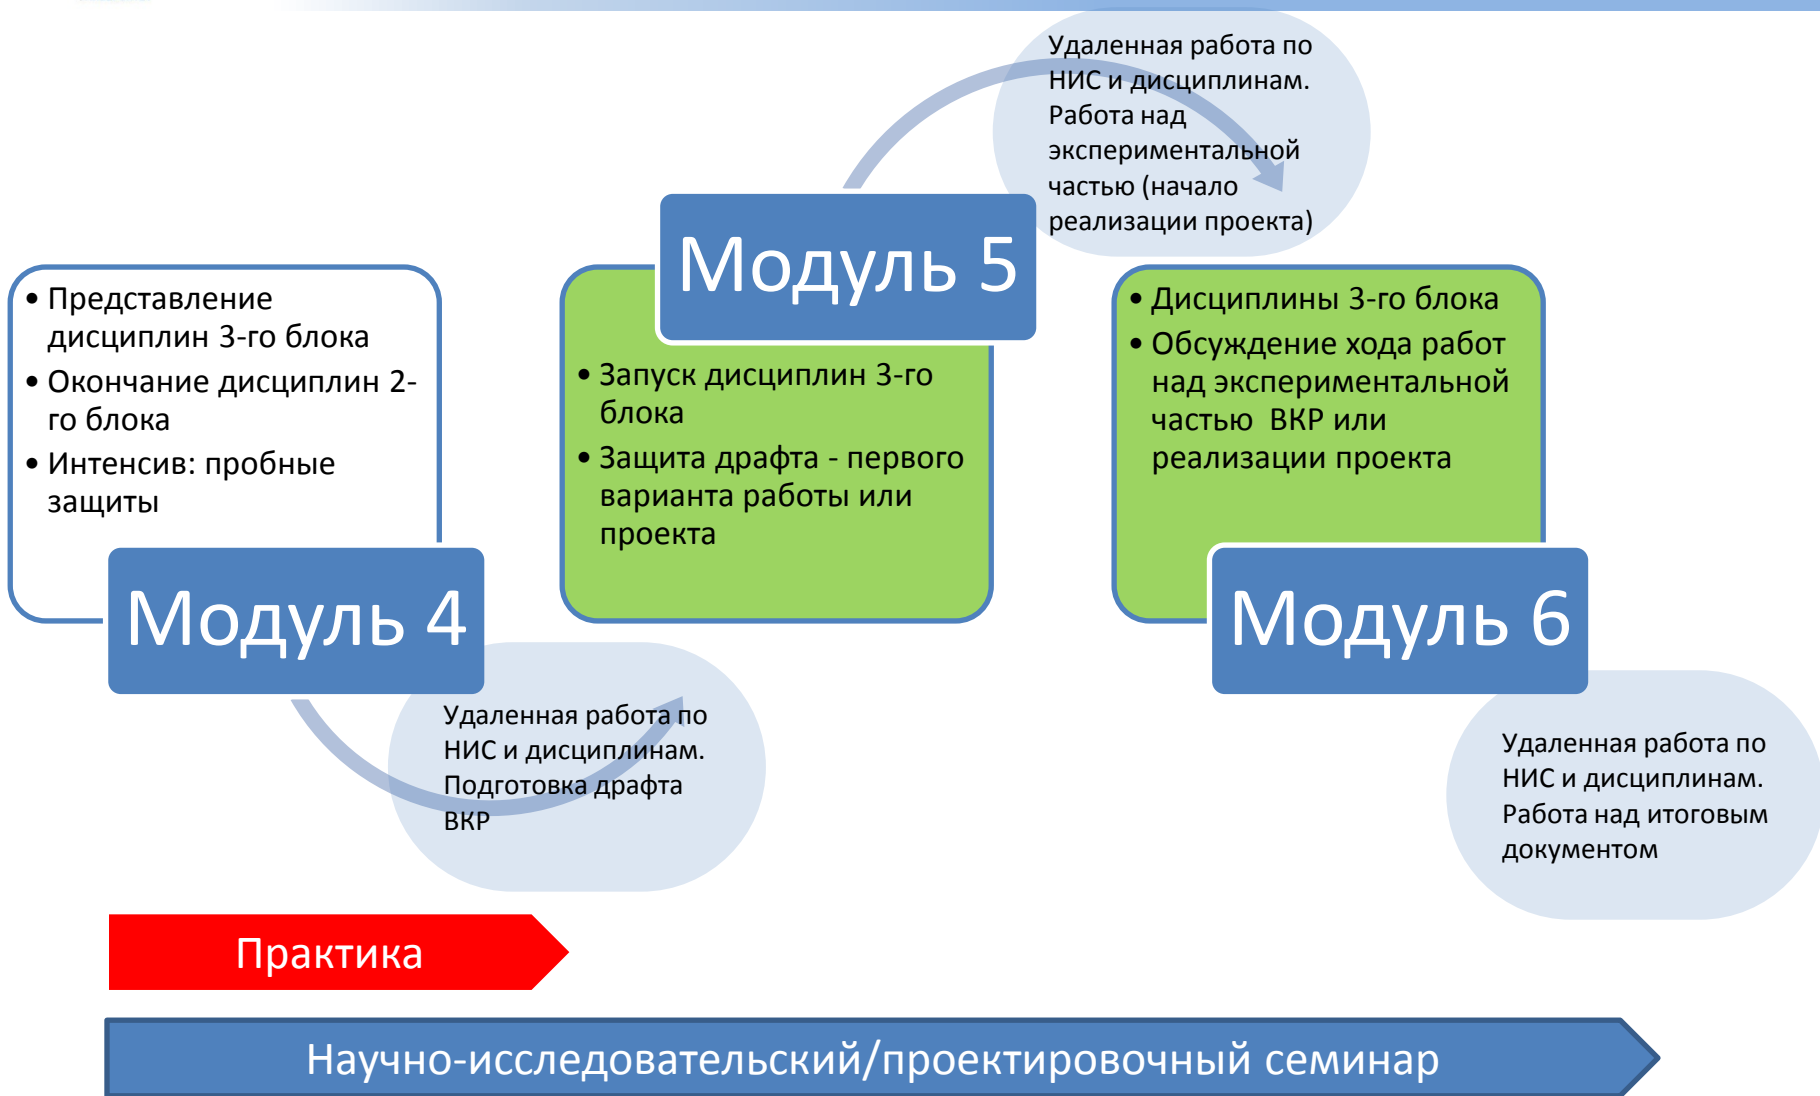 • Представление
дисциплин 3-го блока
• Окончание дисциплин 2-
го блока
• Интенсив: пробные
защиты
Модуль 4
Удаленная работа по
НИС и дисциплинам.
Подготовка драфта
ВКР
Модуль 5
• Запуск дисциплин 3-го
блока
• Защита драфта - первого
варианта работы или
проекта
Удаленная работа по
НИС и дисциплинам.
Работа над
экспериментальной
частью (начало
реализации проекта)
• Дисциплины 3-го блока
• Обсуждение хода работ
над экспериментальной
частью ВКР или
реализации проекта
Модуль 6
Удаленная работа по
НИС и дисциплинам.
Работа над итоговым
документом
Практика
Научно-исследовательский/проектировочный семинар